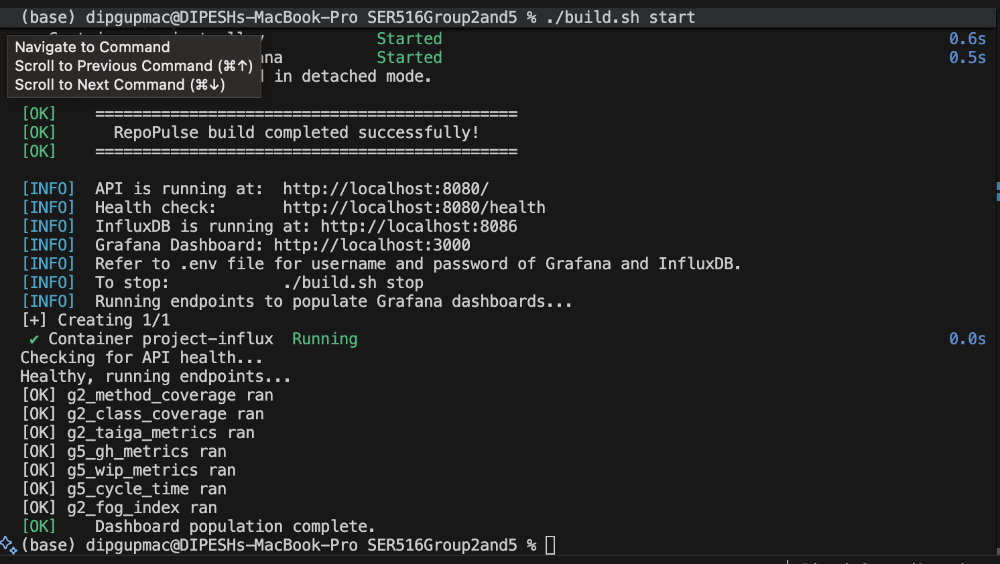 (base) dipgupmac@DIPESHs-MacBook-Pro SER516Group2and5 % ./build.sh start
Started 0.6s
Navigate to Command
Scroll to Previous Command (⌘↑)
Scroll to Next Command (⌘↓)
na Started 0.5s
in detached mode.
[OK] =============================================
[OK] RepoPulse build completed successfully!
[OK] =============================================
[INFO] API is running at: http://localhost:8080/
[INFO] Health check: http://localhost:8080/health
[INFO] InfluxDB is running at: http://localhost:8086
[INFO] Grafana Dashboard: http://localhost:3000
[INFO] Refer to .env file for username and password of Grafana and InfluxDB.
[INFO] To stop: ./build.sh stop
[INFO] Running endpoints to populate Grafana dashboards...
[+] Creating 1/1
✔ Container project-influx Running 0.0s
Checking for API health...
Healthy, running endpoints...
[OK] g2_method_coverage ran
[OK] g2_class_coverage ran
[OK] g2_taiga_metrics ran
[OK] g5_gh_metrics ran
[OK] g5_wip_metrics ran
[OK] g5_cycle_time ran
[OK] g2_fog_index ran
[OK] Dashboard population complete.
(base) dipgupmac@DIPESHs-MacBook-Pro SER516Group2and5 %